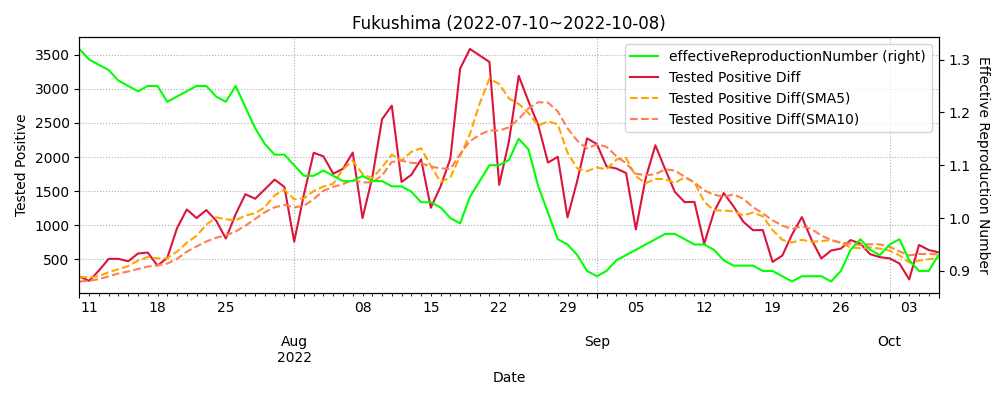 Fukushima (2022-07-10~2022-10-08)
effectiveReproductionNumber (right)
Tested Positive Diff
Tested Positive Diff(SMA5)
Tested Positive Diff(SMA10)
Tested Positive
3500
3000
2500
2000
1500
1000
500
1.3
1.2
1.1
1.0
0.9
Effective Reproduction Number
11 18 25 08 15 22 29 05 12 19 26 03
Aug Sep Oct
2022
Date